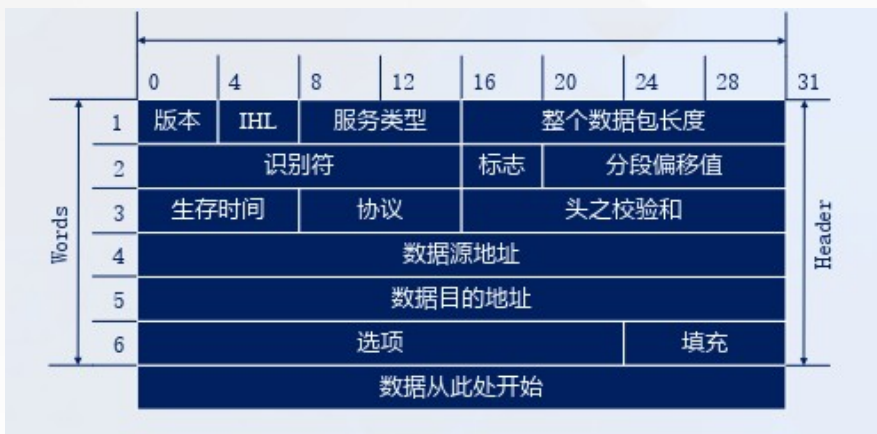 0 4 8 12 16 20 24 28 31
Words
Header
1 版本 IHL 服务类型 整个数据包长度
2 识别符 标志 分段偏移值
3 生存时间 协议 头之校验和
4 数据源地址
5 数据目的地址
6 选项 填充
数据从此处开始